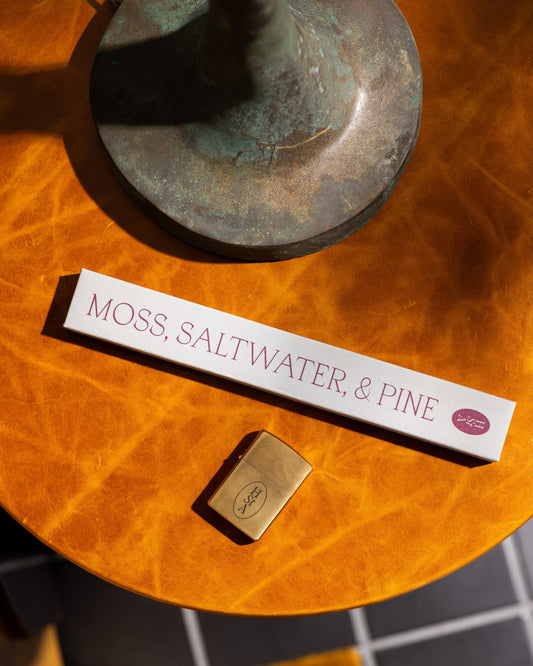 MOSS, SALTWATER, & PINE